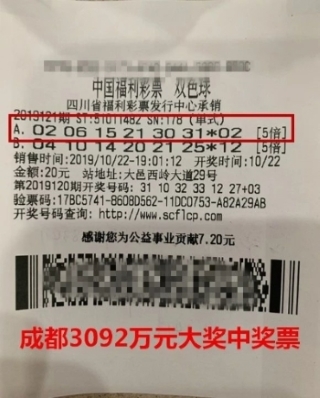 中国福利彩票 双色球
四川省福利彩票发行中心承销
2019121期 ST:51011482 SN:178 (单式)
A. 02 06 15 21 30 31*02 [5倍]
B. 04 10 14 20 21 25*12 [5倍]
销售时间:2019/10/22-19:01:12 开奖时间:10/22
金额:20元 站址:大邑西岭大道29号
第2019120期开奖号码:31 10 32 33 12 27+03
验票码:17BC5741-860BD562-110CD753-A82A29AB
开奖号码查询:http://www.scflcp.com
感谢您为公益事业贡献7.20元
成都3092万元大奖中奖票